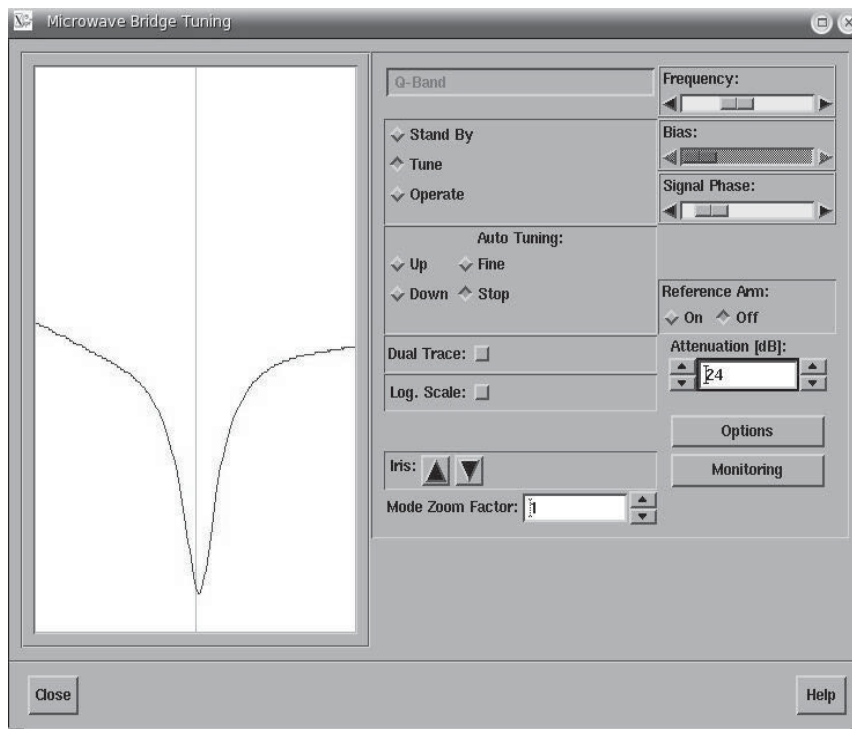 Microwave Bridge Tuning
Q-Band
Stand By
Tune
Operate
Auto Tuning:
Up Fine
Down Stop
Dual Trace:
Log. Scale:
Iris:
Mode Zoom Factor: 1
Frequency:
Bias:
Signal Phase:
Reference Arm:
On Off
Attenuation [dB]:
24
Options
Monitoring
Close
Help